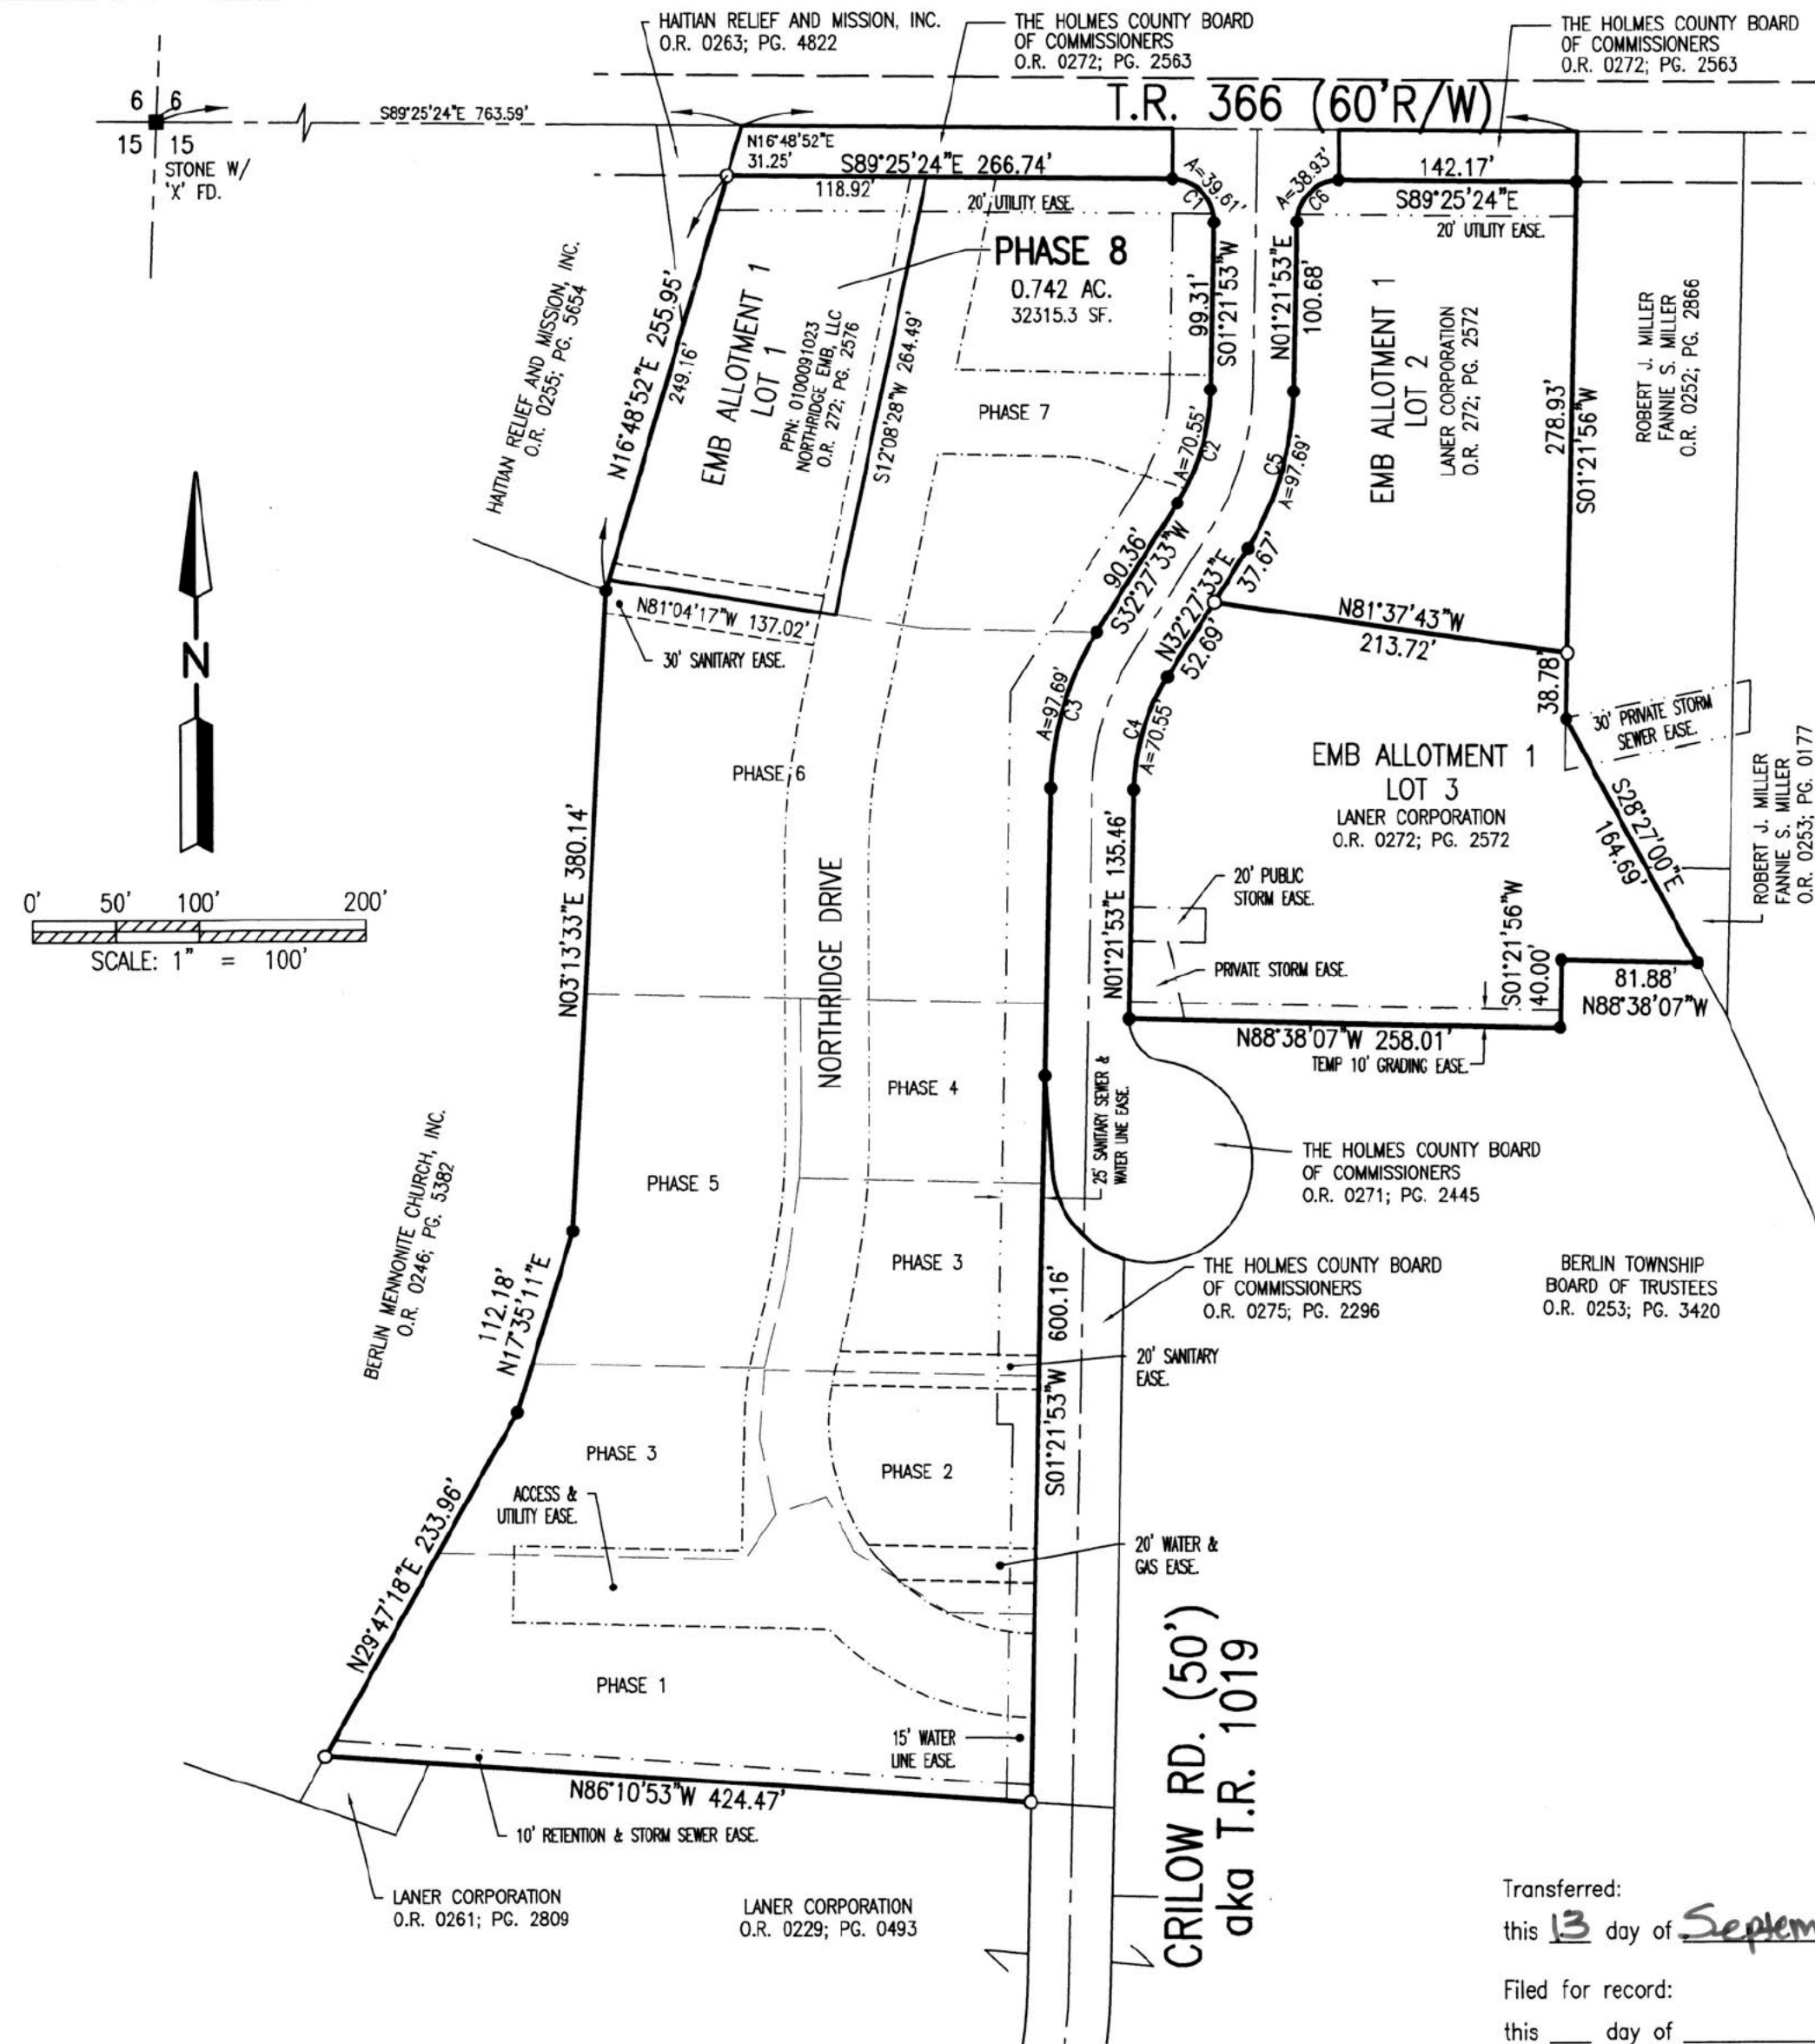 HAITIAN RELIEF AND MISSION, INC.
O.R. 0263; PG. 4822
THE HOLMES COUNTY BOARD
OF COMMISSIONERS
O.R. 0272; PG. 2563
THE HOLMES COUNTY BOARD
OF COMMISSIONERS
O.R. 0272; PG. 2563
T.R. 366 (60'R/W)
6 6
15 15
STONE W/
'X' FD.
S89°25'24"E 763.59'
N16°48'52"E
31.25'
S89°25'24"E 266.74'
118.92'
20' UTILITY EASE.
A=39.61'
C1
A=38.93'
C6
142.17'
S89°25'24"E
20' UTILITY EASE.
PHASE 8
0.742 AC.
32315.3 SF.
HAITIAN RELIEF AND MISSION, INC.
O.R. 0255; PG. 5654
N16°48'52"E 255.95'
249.16'
EMB ALLOTMENT 1
LOT 1
PPN: 0100091023
NORTHRIDGE EMB, LLC
O.R. 272; PG. 2576
S12°08'28"W 264.49'
99.31'
S01°21'53"W
N01°21'53"E
100.68'
EMB ALLOTMENT 1
LOT 2
LANER CORPORATION
O.R. 272; PG. 2572
278.93'
S01°21'56"W
ROBERT J. MILLER
FANNIE S. MILLER
O.R. 0252; PG. 2866
PHASE 7
A=70.55'
C2
C5
A=97.69'
90.36'
S32°27'33"W
37.67'
N32°27'33"E
52.69'
N81°37'43"W
213.72'
N81°04'17"W 137.02'
30' SANITARY EASE.
N
38.78'
30' PRIVATE STORM
SEWER EASE.
A=97.69'
C3
C4
A=70.55'
PHASE 6
EMB ALLOTMENT 1
LOT 3
LANER CORPORATION
O.R. 0272; PG. 2572
S28°27'00"E
164.69'
ROBERT J. MILLER
FANNIE S. MILLER
O.R. 0253; PG. 0177
0' 50' 100' 200'
SCALE: 1" = 100'
N03°13'33"E 380.14'
NORTHRIDGE DRIVE
N01°21'53"E 135.46'
20' PUBLIC
STORM EASE.
PRIVATE STORM EASE.
S01°21'56"W
40.00'
81.88'
N88°38'07"W
N88°38'07"W 258.01'
TEMP 10' GRADING EASE.
PHASE 4
25' SANITARY SEWER &
WATER LINE EASE.
THE HOLMES COUNTY BOARD
OF COMMISSIONERS
O.R. 0271; PG. 2445
PHASE 5
BERLIN MENNONITE CHURCH, INC.
O.R. 0246; PG. 5382
112.18'
N17°35'11"E
PHASE 3
THE HOLMES COUNTY BOARD
OF COMMISSIONERS
O.R. 0275; PG. 2296
BERLIN TOWNSHIP
BOARD OF TRUSTEES
O.R. 0253; PG. 3420
S01°21'53"W 600.16'
20' SANITARY
EASE.
PHASE 3
PHASE 2
ACCESS &
UTILITY EASE.
20' WATER &
GAS EASE.
N29°47'18"E 233.96'
PHASE 1
15' WATER
LINE EASE.
CRILOW RD. (50')
aka T.R. 1019
N86°10'53"W 424.47'
10' RETENTION & STORM SEWER EASE.
LANER CORPORATION
O.R. 0261; PG. 2809
LANER CORPORATION
O.R. 0229; PG. 0493
Transferred:
this 13 day of Septem
Filed for record:
this ___ day of